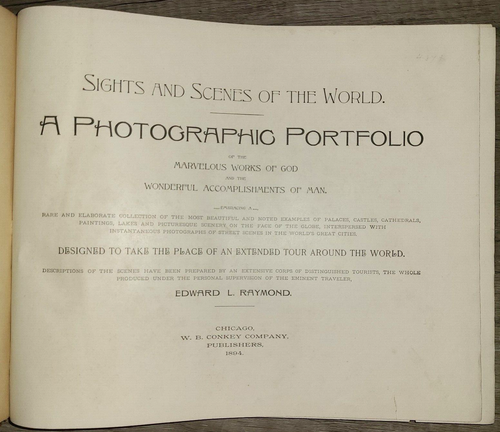 SIGHTS AND SCENES OF THE WORLD.
A PHOTOGRAPHIC PORTFOLIO
OF THE
MARVELOUS WORKS OF GOD
AND THE
WONDERFUL ACCOMPLISHMENTS OF MAN.
EMBRACING A
RARE AND ELABORATE COLLECTION OF THE MOST BEAUTIFUL AND NOTED EXAMPLES OF PALACES, CASTLES, CATHEDRALS,
PAINTINGS, LAKES AND PICTURESQUE SCENERY, ON THE FACE OF THE GLOBE, INTERSPERSED WITH
INSTANTANEOUS PHOTOGRAPHS OF STREET SCENES IN THE WORLD'S GREAT CITIES.
DESIGNED TO TAKE THE PLACE OF AN EXTENDED TOUR AROUND THE WORLD.
DESCRIPTIONS OF THE SCENES HAVE BEEN PREPARED BY AN EXTENSIVE CORPS OF DISTINGUISHED TOURISTS, THE WHOLE
PRODUCED UNDER THE PERSONAL SUPERVISION OF THE EMINENT TRAVELER,
EDWARD L. RAYMOND.
CHICAGO,
W. B. CONKEY COMPANY,
PUBLISHERS,
1894.